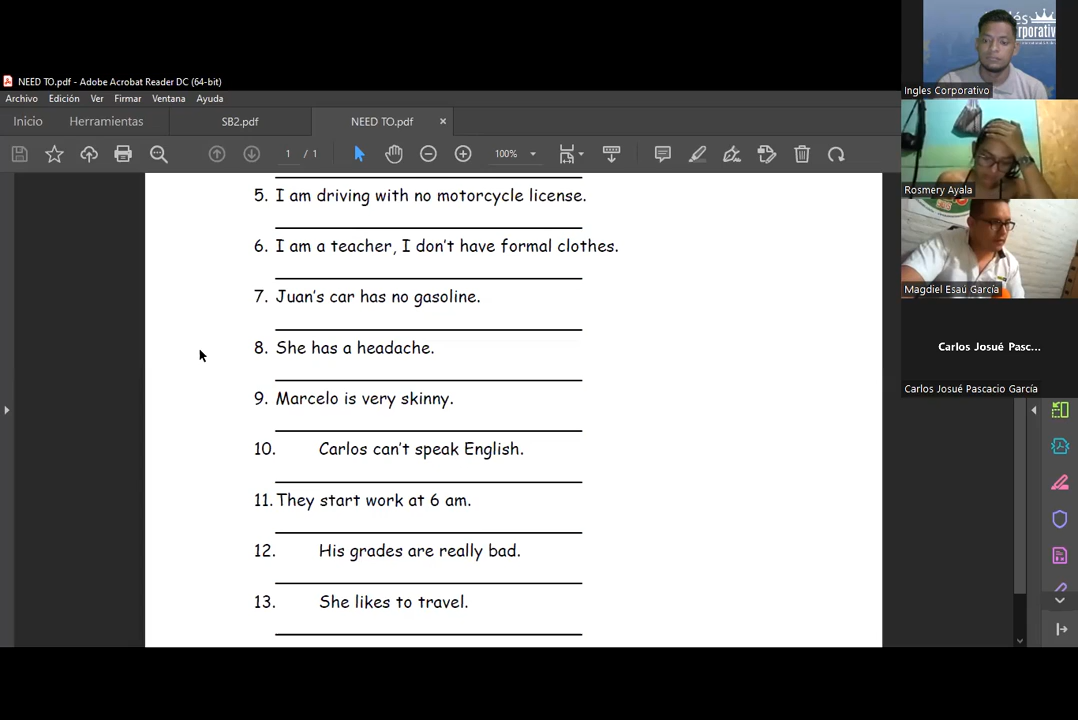 és
orporativo
Ingles Corporativo
NEED TO.pdf - Adobe Acrobat Reader DC (64-bit)
Archivo Edición Ver Firmar Ventana Ayuda
Inicio Herramientas SB2.pdf NEED TO.pdf ×
1 / 1 100%
Rosmery Ayala
Magdiel Esaú García
Carlos Josué Pasc...
Carlos Josué Pascacio García
5. I am driving with no motorcycle license.
6. I am a teacher, I don't have formal clothes.
7. Juan's car has no gasoline.
8. She has a headache.
9. Marcelo is very skinny.
10. Carlos can't speak English.
11. They start work at 6 am.
12. His grades are really bad.
13. She likes to travel.